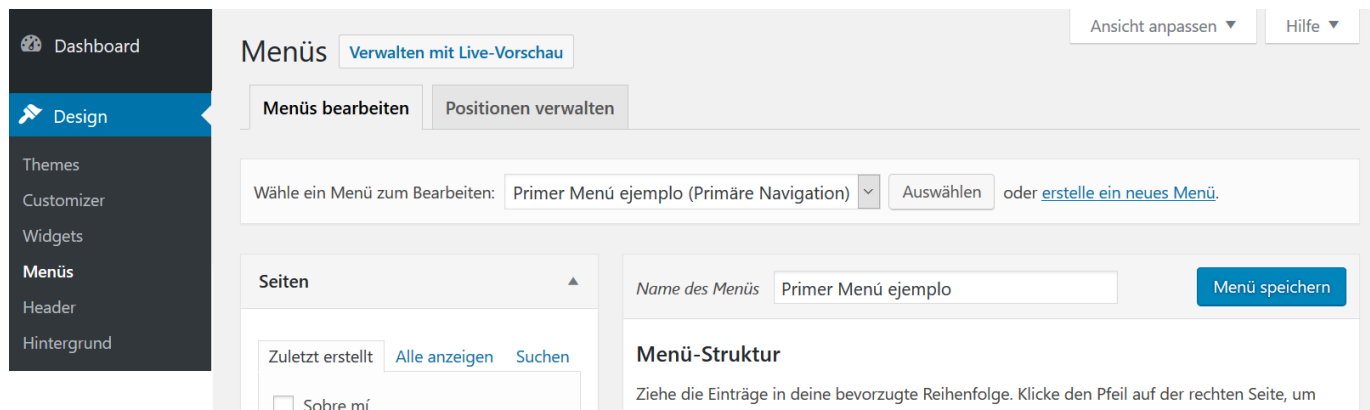 Dashboard
Design
Themes
Customizer
Widgets
Menüs
Header
Hintergrund
Ansicht anpassen ▼ Hilfe ▼
Menüs Verwalten mit Live-Vorschau
Menüs bearbeiten Positionen verwalten
Wähle ein Menü zum Bearbeiten: Primer Menú ejemplo (Primäre Navigation) Auswählen oder erstelle ein neues Menü.
Seiten ▲
Zuletzt erstellt Alle anzeigen Suchen
Sobre mí
Name des Menüs Primer Menú ejemplo Menü speichern
Menü-Struktur
Ziehe die Einträge in deine bevorzugte Reihenfolge. Klicke den Pfeil auf der rechten Seite, um